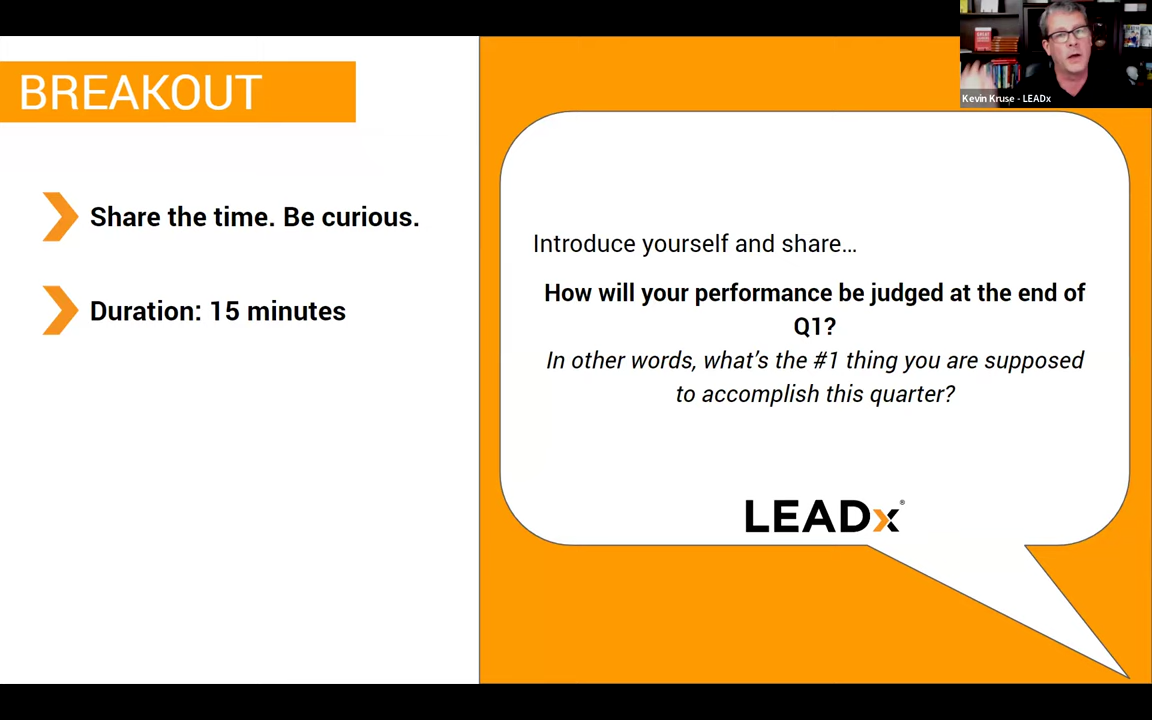 BREAKOUT
Share the time. Be curious.
Duration: 15 minutes
Kevin Kruse - LEADx
Introduce yourself and share…
How will your performance be judged at the end of
Q1?
In other words, what's the #1 thing you are supposed
to accomplish this quarter?
LEADx®